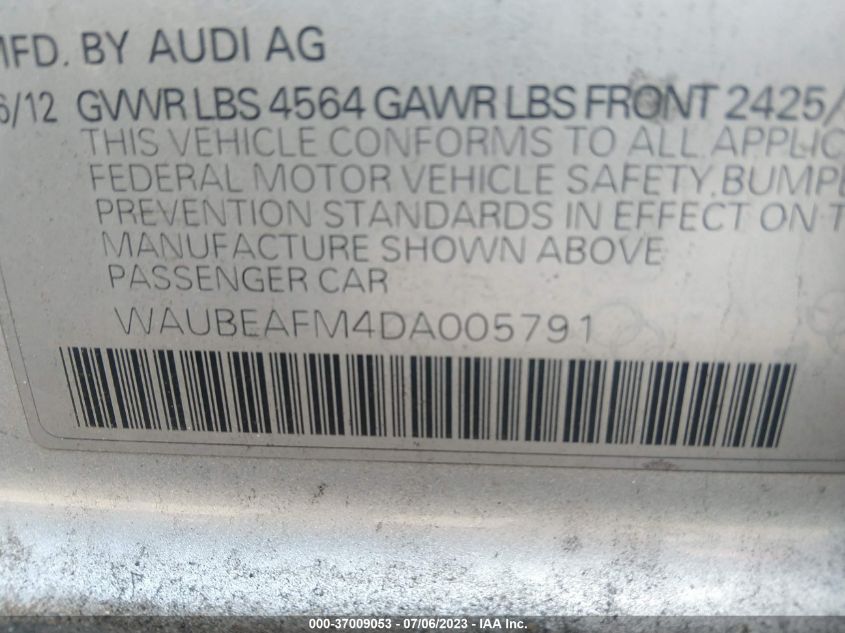 MFD. BY AUDI AG
6/12 GVWR LBS 4564 GAWR LBS FRONT 2425/
THIS VEHICLE CONFORMS TO ALL APPLIC
FEDERAL MOTOR VEHICLE SAFETY, BUMPE
PREVENTION STANDARDS IN EFFECT ON T
MANUFACTURE SHOWN ABOVE
PASSENGER CAR
WAUBEAFM4DA005791
000-37009053 - 07/06/2023 - IAA Inc.